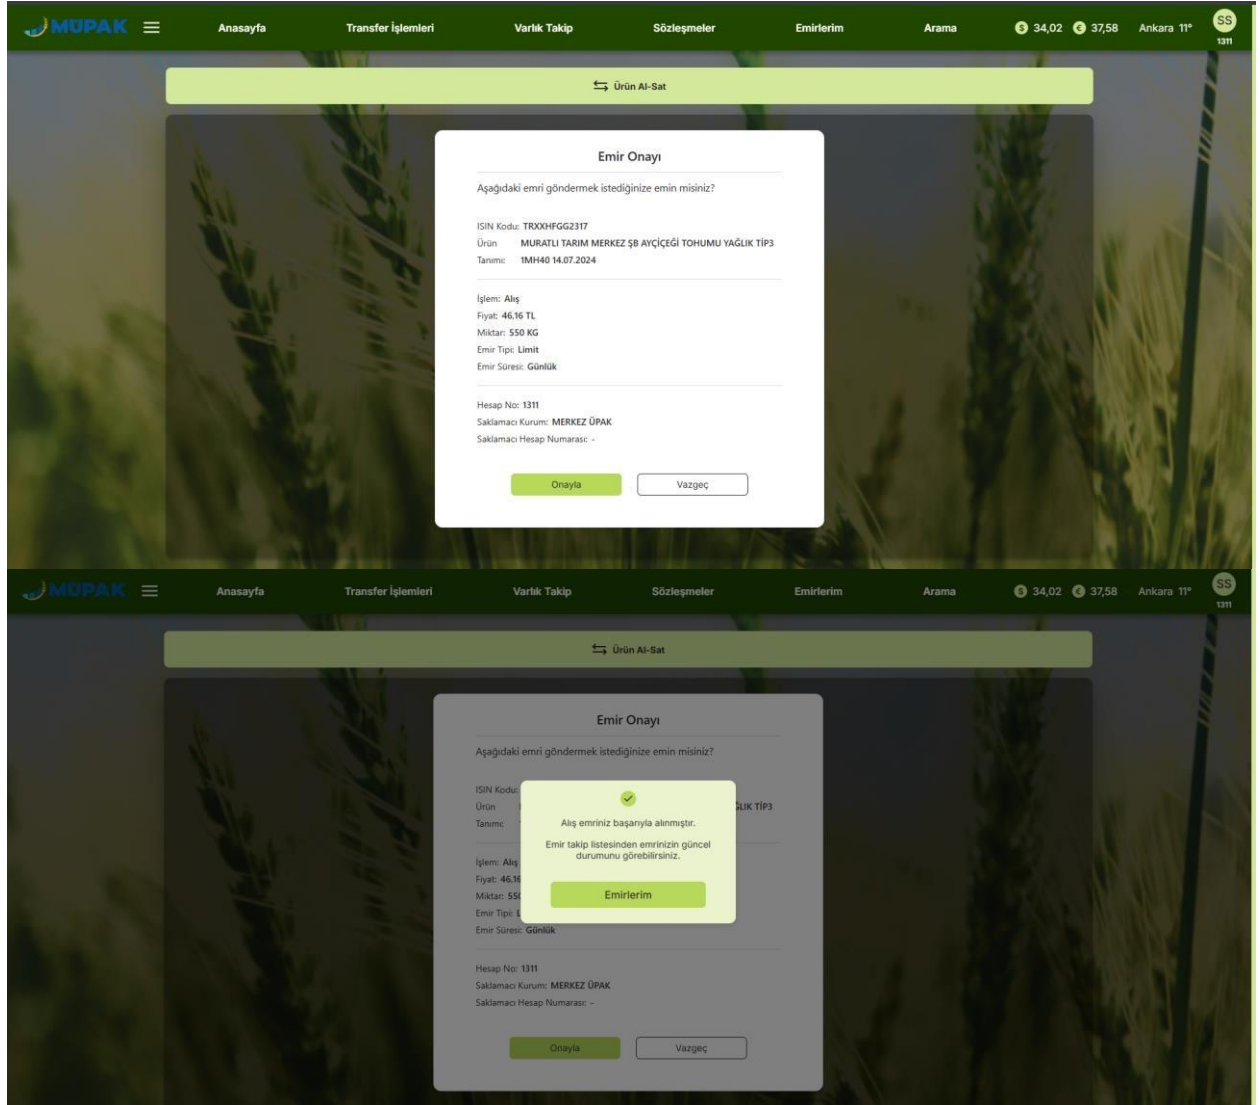 MÜPAK Anasayfa Transfer İşlemleri Varlık Takip Sözleşmeler Emirlerim Arama $ 34,02 € 37,58 Ankara 11° SS
1311
Ürün Al-Sat
Emir Onayı
Aşağıdaki emri göndermek istediğinize emin misiniz?
ISIN Kodu: TRXXHFGG2317
Ürün MURATLI TARIM MERKEZ ŞB AYÇİÇEĞİ TOHUMU YAĞLIK TİP3
Tanımı: 1MH40 14.07.2024
İşlem: Alış
Fiyat: 46,16 TL
Miktar: 550 KG
Emir Tipi: Limit
Emir Süresi: Günlük
Hesap No: 1311
Saklamacı Kurum: MERKEZ ÜPAK
Saklamacı Hesap Numarası: -
Onayla Vazgeç
MÜPAK Anasayfa Transfer İşlemleri Varlık Takip Sözleşmeler Emirlerim Arama $ 34,02 € 37,58 Ankara 11° SS
1311
Ürün Al-Sat
Emir Onayı
Aşağıdaki emri göndermek istediğinize emin misiniz?
ISIN Kodu:
Ürün ĞLIK TİP3
Tanımı:
Alış emriniz başarıyla alınmıştır.
Emir takip listesinden emrinizin güncel
durumunu görebilirsiniz.
Emirlerim
İşlem: Alış
Fiyat: 46,16
Miktar: 550
Emir Tipi: L
Emir Süresi: Günlük
Hesap No: 1311
Saklamacı Kurum: MERKEZ ÜPAK
Saklamacı Hesap Numarası: -
Onayla Vazgeç